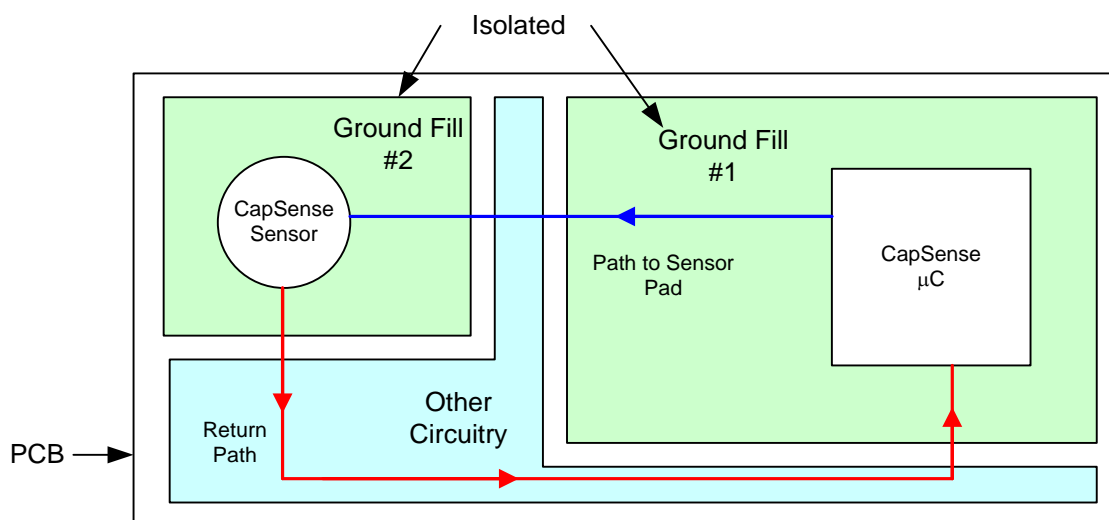 Isolated
Ground Fill
#2
Ground Fill
#1
CapSense
Sensor
CapSense
μC
Path to Sensor
Pad
Other
Circuitry
Return
Path
PCB